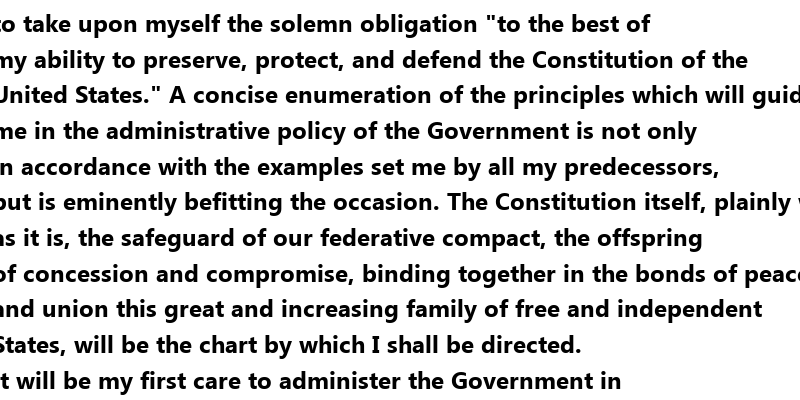 to take upon myself the solemn obligation "to the best of
my ability to preserve, protect, and defend the Constitution of the
United States." A concise enumeration of the principles which will guid
me in the administrative policy of the Government is not only
in accordance with the examples set me by all my predecessors,
but is eminently befitting the occasion. The Constitution itself, plainly
as it is, the safeguard of our federative compact, the offspring
of concession and compromise, binding together in the bonds of peace
and union this great and increasing family of free and independent
States, will be the chart by which I shall be directed.
t will be my first care to administer the Government in